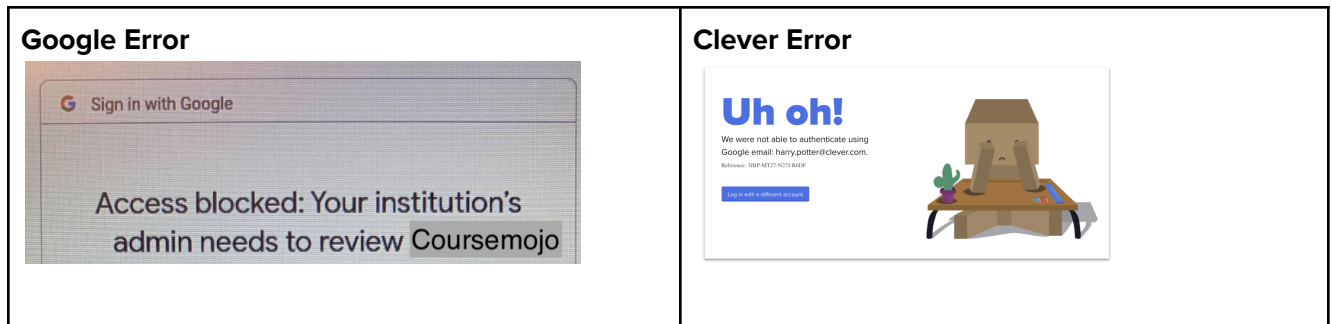 Google Error
G Sign in with Google
Access blocked: Your institution's
admin needs to review Coursemojo
Clever Error
Uh oh!
We were not able to authenticate using
Google email: harry.potter@clever.com.
Reference: 3JBP-MT27-N27J-R6DF
Log in with a different account